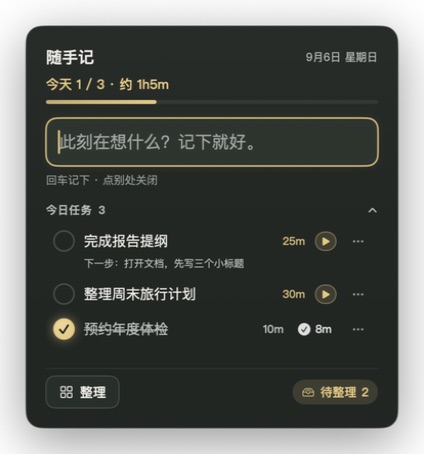 随手记 9月6日 星期日
今天 1 / 3 · 约 1h5m
此刻在想什么？记下就好。
回车记下 · 点别处关闭
今日任务 3
完成报告提纲 25m
下一步：打开文档，先写三个小标题
整理周末旅行计划 30m
预约年度体检 10m 8m
整理 待整理 2